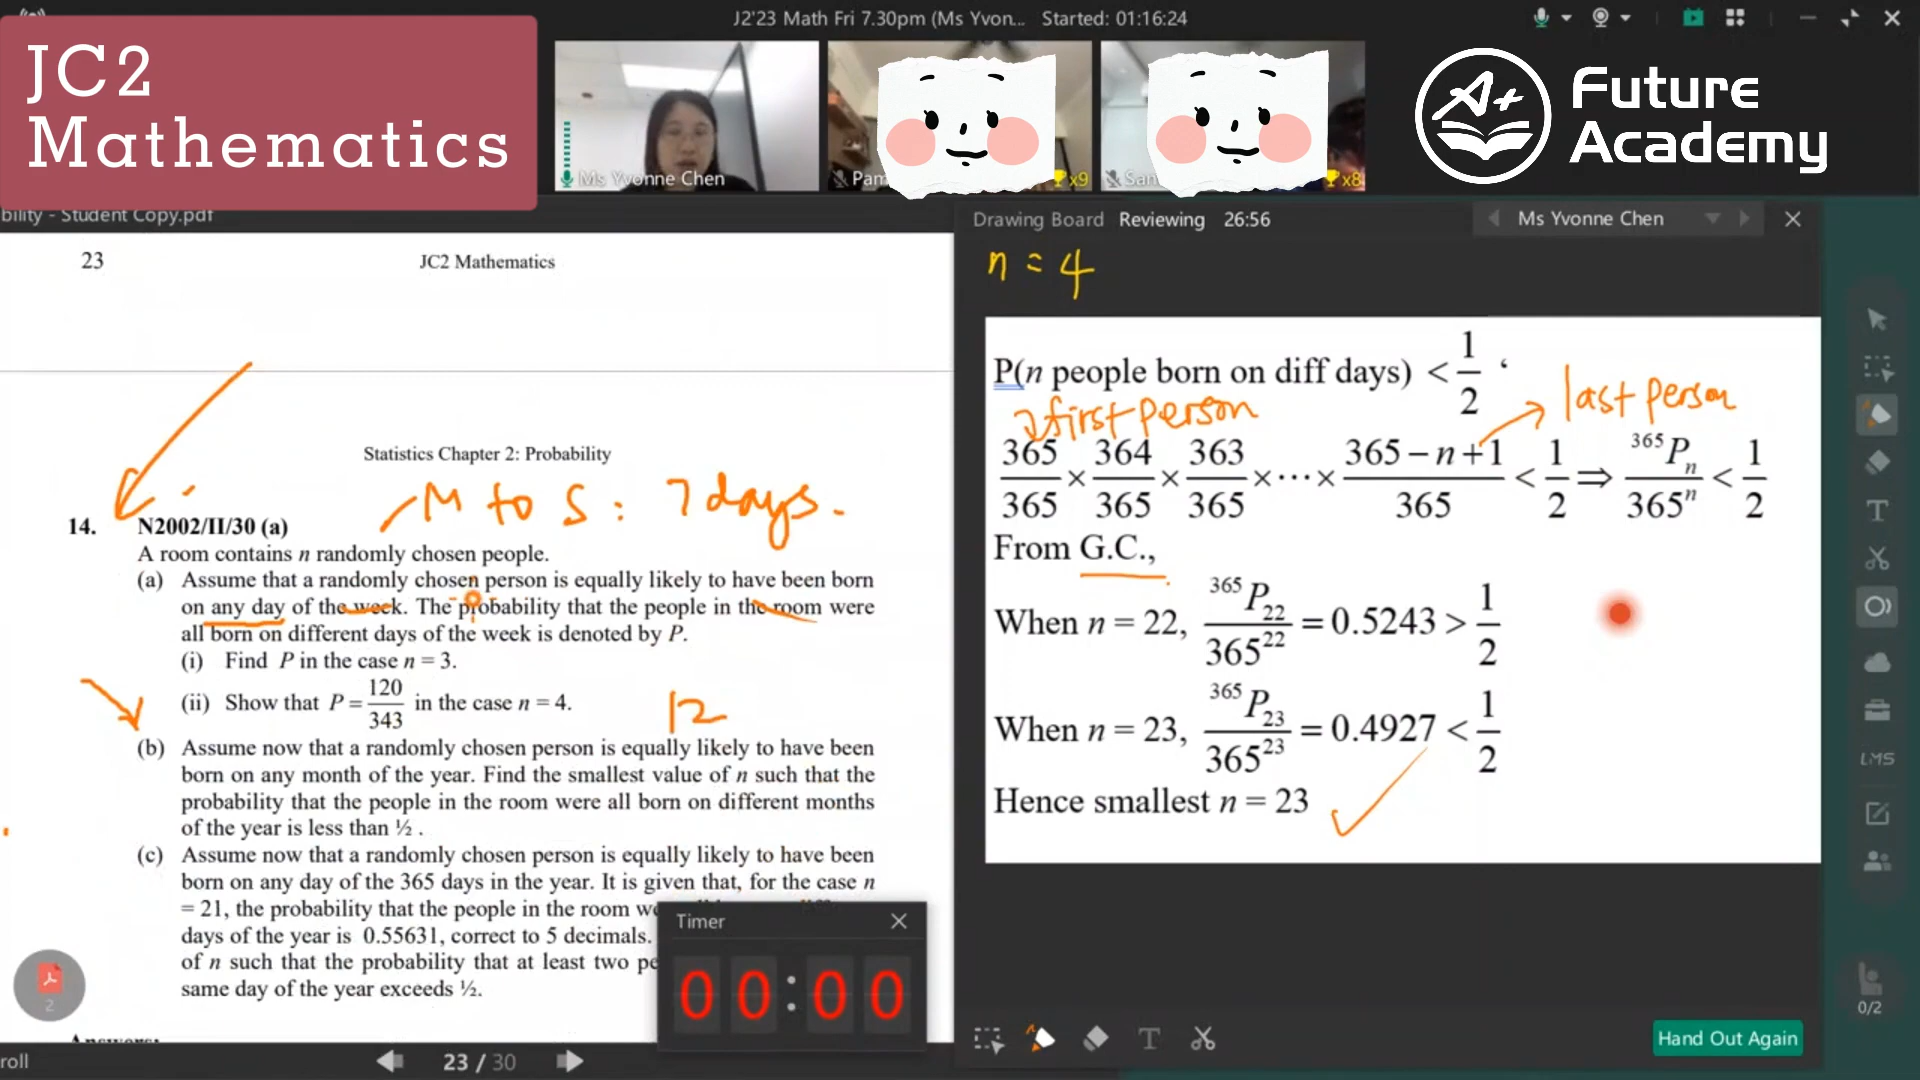 J2'23 Math Fri 7.30pm (Ms Yvon... Started: 01:16:24
JC2
Mathematics
A+
Future
Academy
Ms Yvonne Chen
Pam
x9
San
x8
bility - Student Copy.pdf
23
JC2 Mathematics
Statistics Chapter 2: Probability
M to S : 7 days.
14. N2002/II/30 (a)
A room contains n randomly chosen people.
(a) Assume that a randomly chosen person is equally likely to have been born
on any day of the week. The probability that the people in the room were
all born on different days of the week is denoted by P.
(i) Find P in the case n = 3.
(ii) Show that P = 120/343 in the case n = 4.
12
(b) Assume now that a randomly chosen person is equally likely to have been
born on any month of the year. Find the smallest value of n such that the
probability that the people in the room were all born on different months
of the year is less than ½ .
(c) Assume now that a randomly chosen person is equally likely to have been
born on any day of the 365 days in the year. It is given that, for the case n
= 21, the probability that the people in the room w
days of the year is 0.55631, correct to 5 decimals.
of n such that the probability that at least two pe
same day of the year exceeds ½.
2
roll
23 / 30
Timer
00:00
Drawing Board Reviewing 26:56
Ms Yvonne Chen
n = 4
P(n people born on diff days) < 1/2
first person
last person
365/365 × 364/365 × 363/365 × ··· × (365 − n + 1)/365 < 1/2 ⇒ ³⁶⁵Pₙ/365ⁿ < 1/2
From G.C.,
When n = 22, ³⁶⁵P₂₂/365²² = 0.5243 > 1/2
When n = 23, ³⁶⁵P₂₃/365²³ = 0.4927 < 1/2
Hence smallest n = 23
T
Hand Out Again
T
LMS
0/2